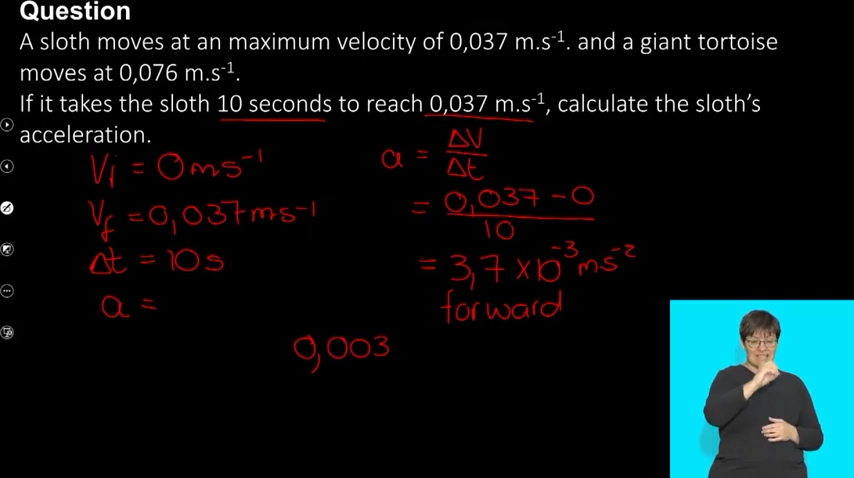 Question
A sloth moves at an maximum velocity of 0,037 m.s⁻¹. and a giant tortoise
moves at 0,076 m.s⁻¹.
If it takes the sloth 10 seconds to reach 0,037 m.s⁻¹, calculate the sloth's
acceleration.
Vi = 0 ms⁻¹
Vf = 0,037 ms⁻¹
Δt = 10 s
a =
a = ΔV/Δt
= 0,037 - 0 / 10
= 3,7 x 10⁻³ ms⁻²
forward
0,003